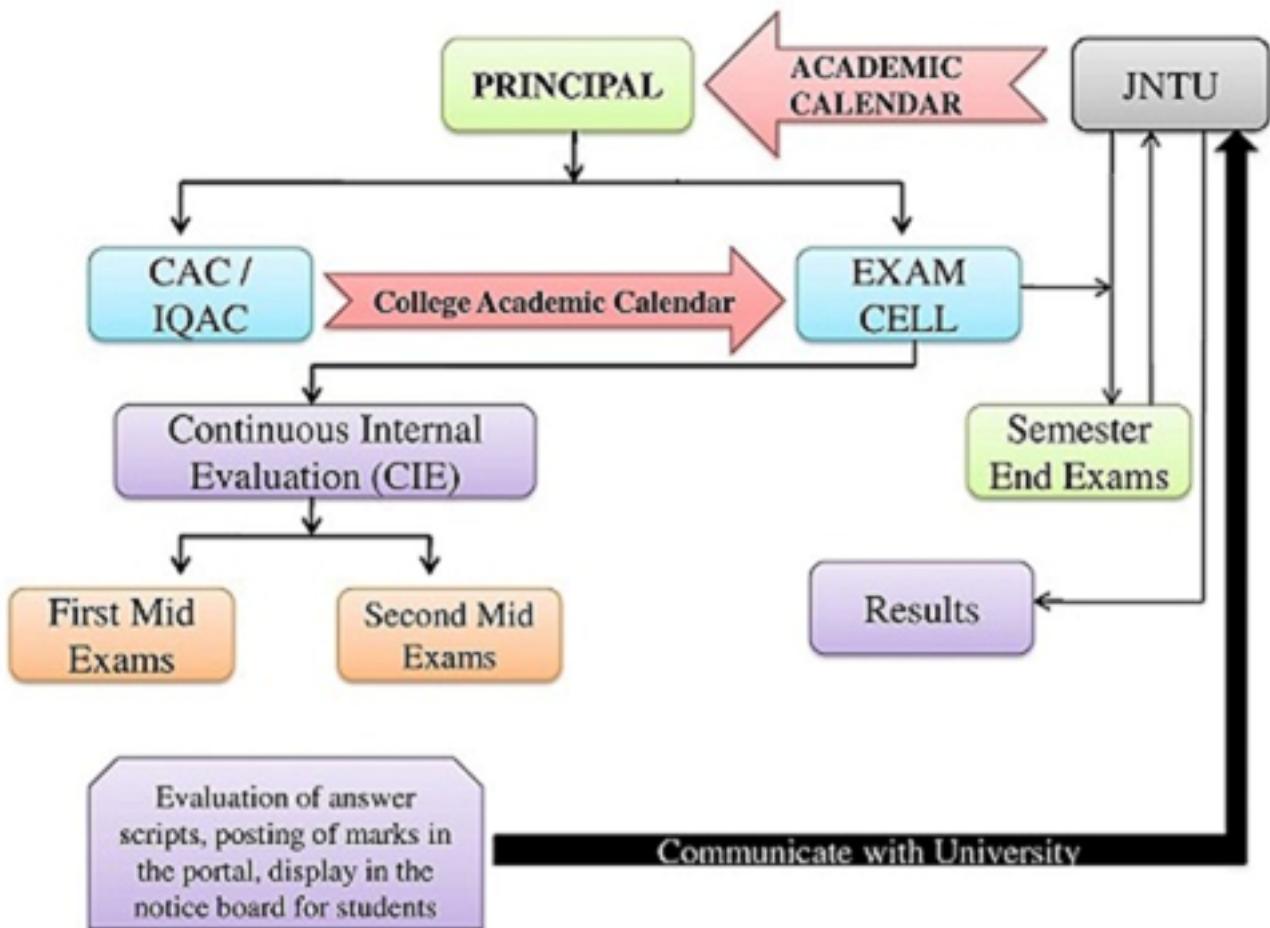 PRINCIPAL
ACADEMIC
CALENDAR
JNTU
CAC /
IQAC
College Academic Calendar
EXAM
CELL
Continuous Internal
Evaluation (CIE)
Semester
End Exams
First Mid
Exams
Second Mid
Exams
Results
Evaluation of answer
scripts, posting of marks in
the portal, display in the
notice board for students
Communicate with University